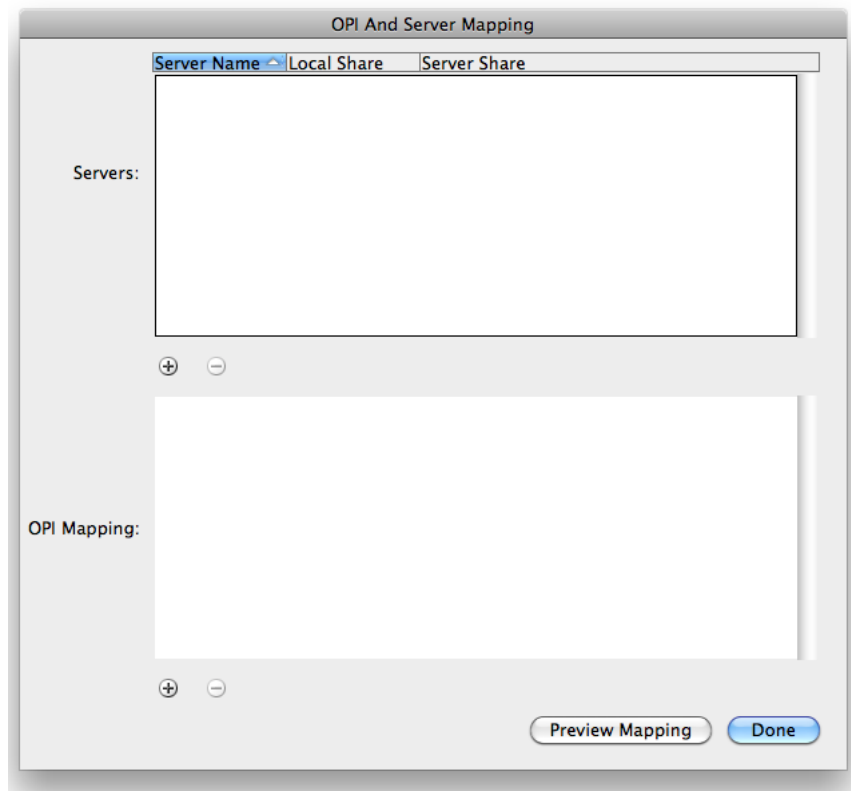 OPI And Server Mapping
Server Name Local Share Server Share
Servers:
OPI Mapping:
Preview Mapping Done